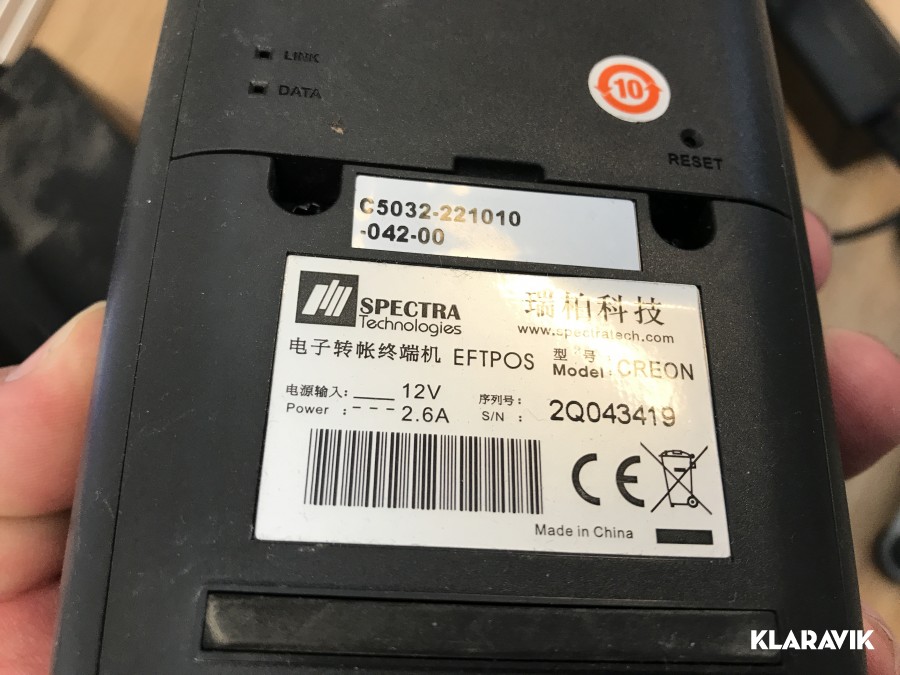 LINK
DATA
10
RESET
C5032-221010
-042-00
SPECTRA
Technologies
瑞柏科技
www.spectratech.com
电子转帐终端机 EFTPOS
型号:
Model: CREON
电源输入: 12V
Power : 2.6A
序列号:
S/N : 2Q043419
CE
Made in China
KLARAVIK